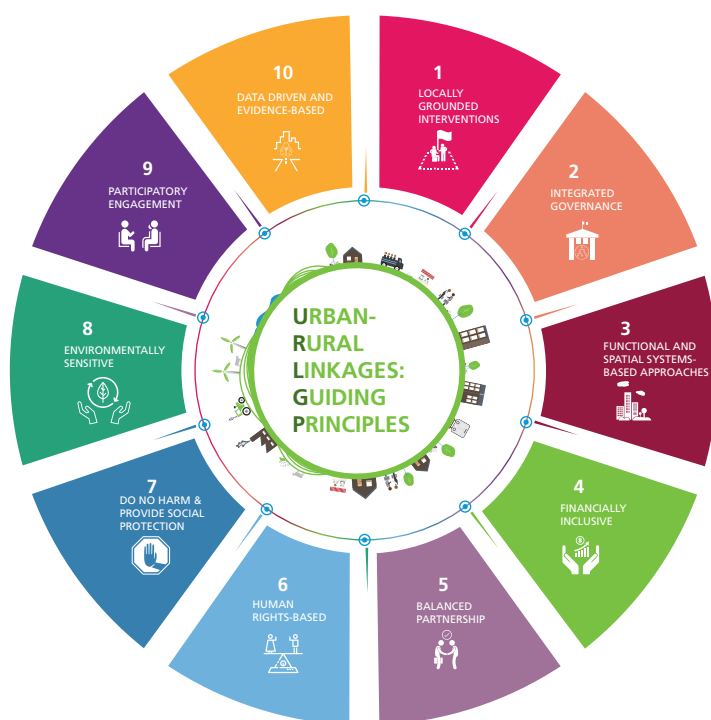 URBAN-
RURAL
LINKAGES:
GUIDING
PRINCIPLES
1
LOCALLY
GROUNDED
INTERVENTIONS
2
INTEGRATED
GOVERNANCE
3
FUNCTIONAL AND
SPATIAL SYSTEMS-
BASED APPROACHES
4
FINANCIALLY
INCLUSIVE
5
BALANCED
PARTNERSHIP
6
HUMAN
RIGHTS-BASED
7
DO NO HARM &
PROVIDE SOCIAL
PROTECTION
8
ENVIRONMENTALLY
SENSITIVE
9
PARTICIPATORY
ENGAGEMENT
10
DATA DRIVEN AND
EVIDENCE-BASED